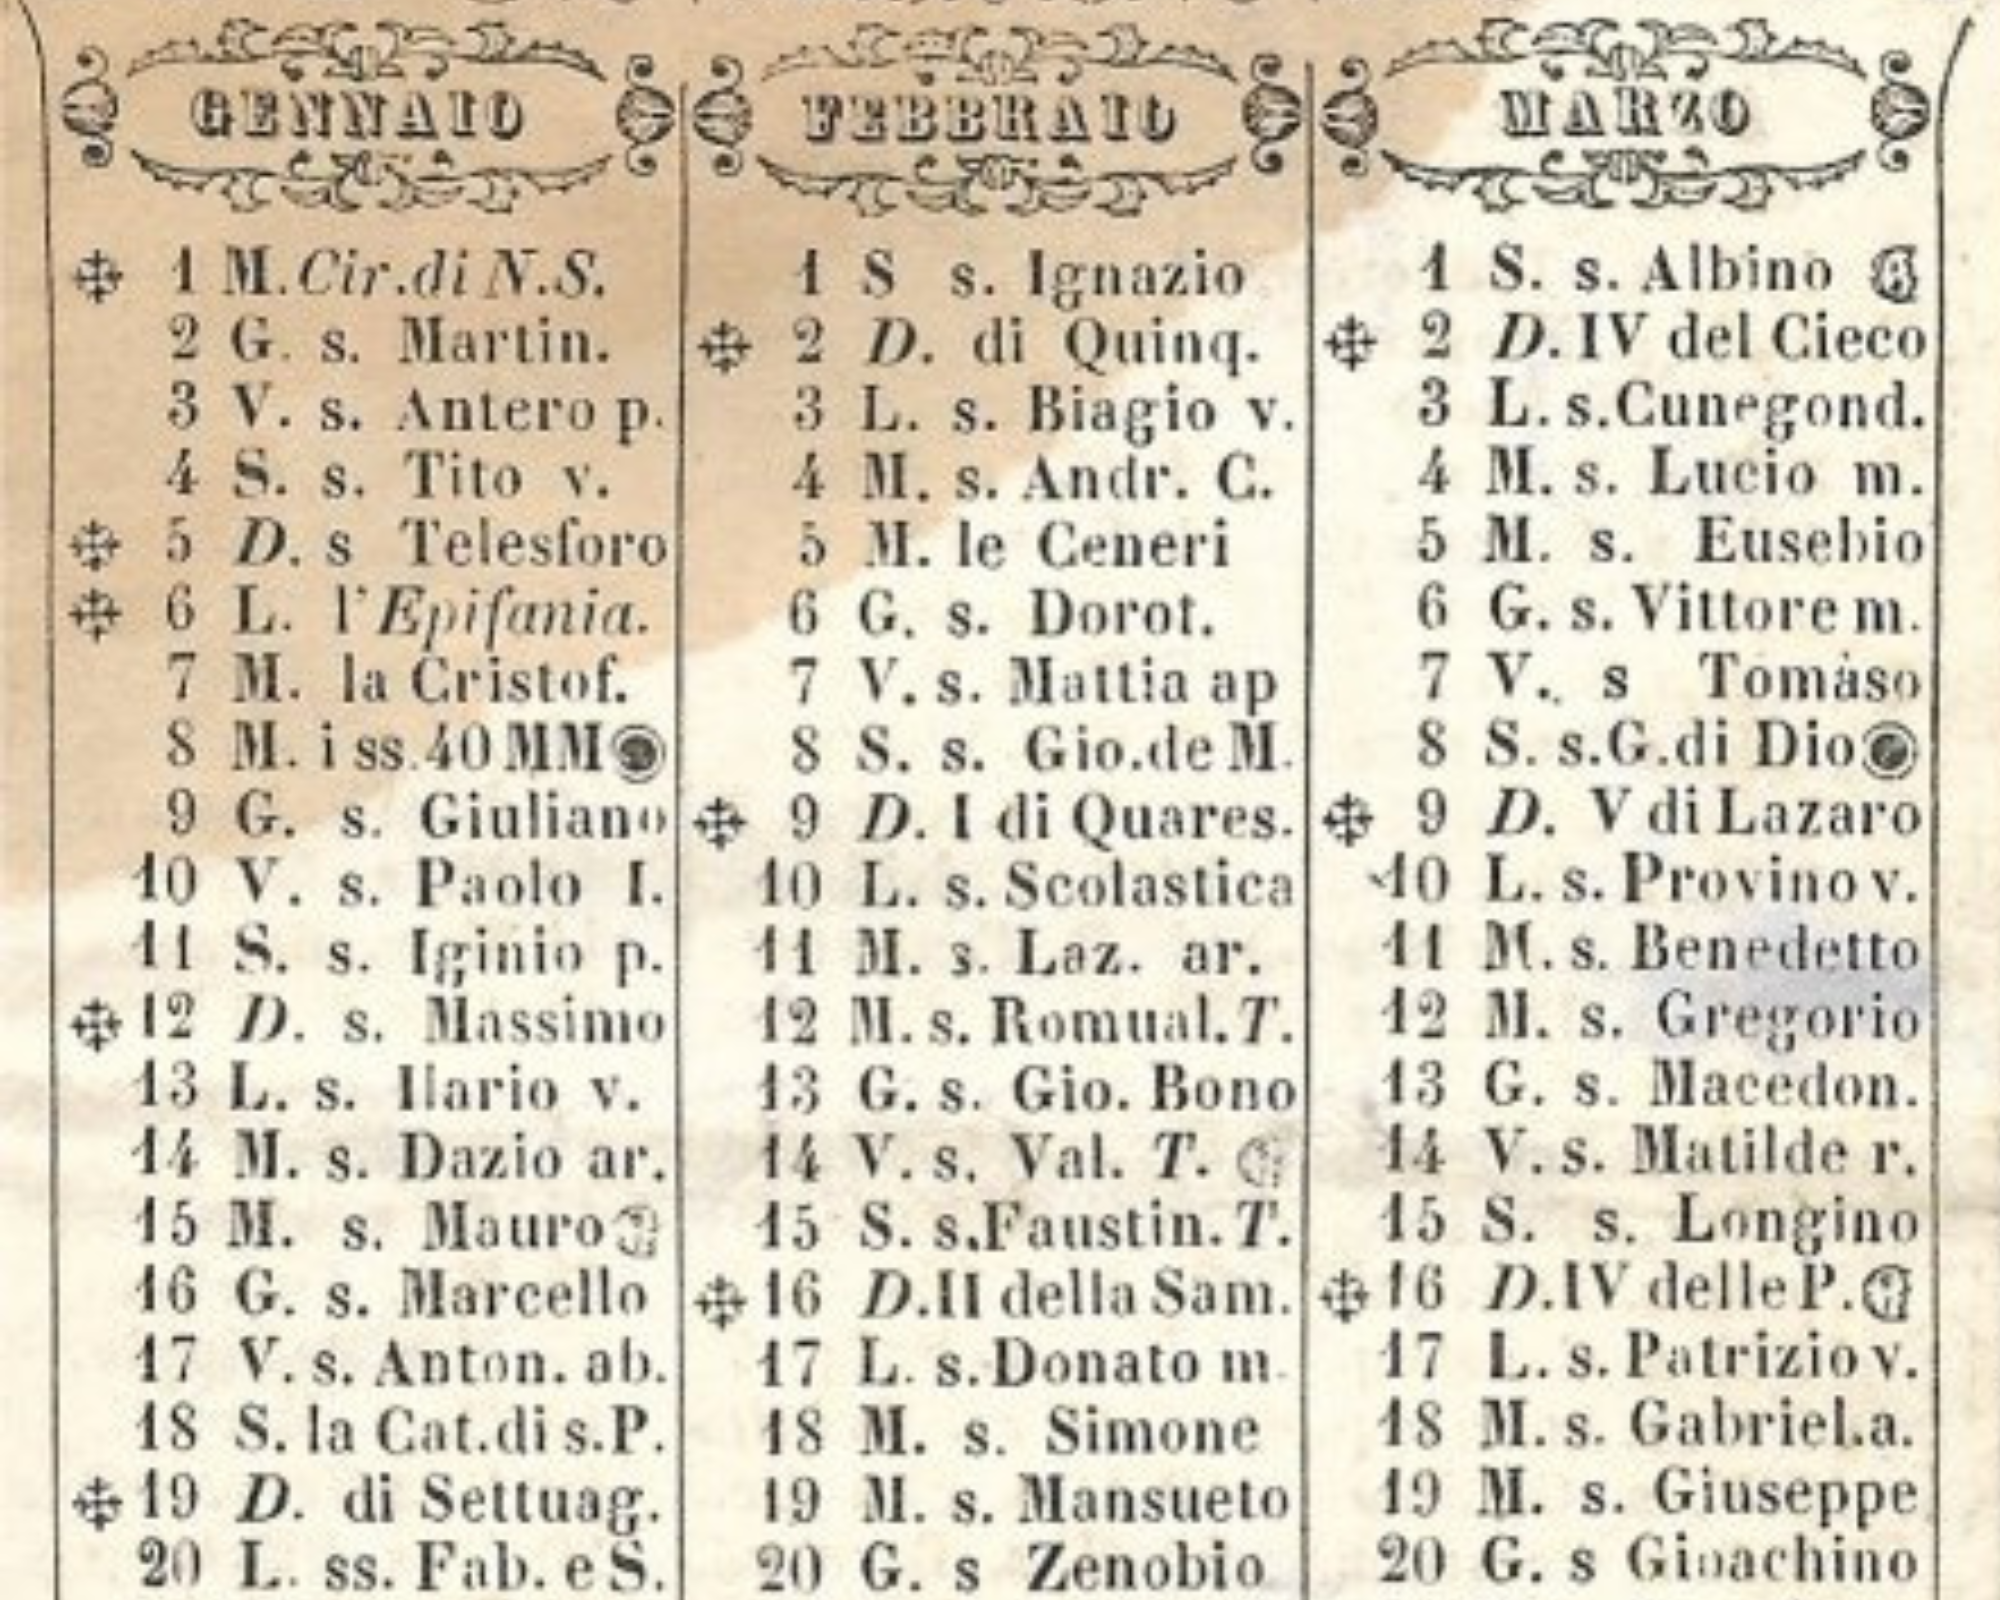 GENNAIO
1 M. Cir. di N.S.
2 G. s. Martin.
3 V. s. Antero p.
4 S. s. Tito v.
5 D. s Telesforo
6 L. l'Epifania.
7 M. la Cristof.
8 M. i ss. 40 MM
9 G. s. Giuliano
10 V. s. Paolo I.
11 S. s. Iginio p.
12 D. s. Massimo
13 L. s. Ilario v.
14 M. s. Dazio ar.
15 M. s. Mauro
16 G. s. Marcello
17 V. s. Anton. ab.
18 S. la Cat. di s. P.
19 D. di Settuag.
20 L. ss. Fab. e S.
FEBBRAIO
1 S s. Ignazio
2 D. di Quinq.
3 L. s. Biagio v.
4 M. s. Andr. C.
5 M. le Ceneri
6 G. s. Dorot.
7 V. s. Mattia ap
8 S. s. Gio. de M.
9 D. I di Quares.
10 L. s. Scolastica
11 M. s. Laz. ar.
12 M. s. Romual. T.
13 G. s. Gio. Bono
14 V. s. Val. T.
15 S. s. Faustin. T.
16 D. II della Sam.
17 L. s. Donato m
18 M. s. Simone
19 M. s. Mansueto
20 G. s Zenobio
MARZO
1 S. s. Albino
2 D. IV del Cieco
3 L. s. Cunegond.
4 M. s. Lucio m.
5 M. s. Eusebio
6 G. s. Vittore m.
7 V. s Tomaso
8 S. s. G. di Dio
9 D. V di Lazaro
10 L. s. Provino v.
11 M. s. Benedetto
12 M. s. Gregorio
13 G. s. Macedon.
14 V. s. Matilde r.
15 S. s. Longino
16 D. IV delle P.
17 L. s. Patrizio v.
18 M. s. Gabriel. a.
19 M. s. Giuseppe
20 G. s Gioachino